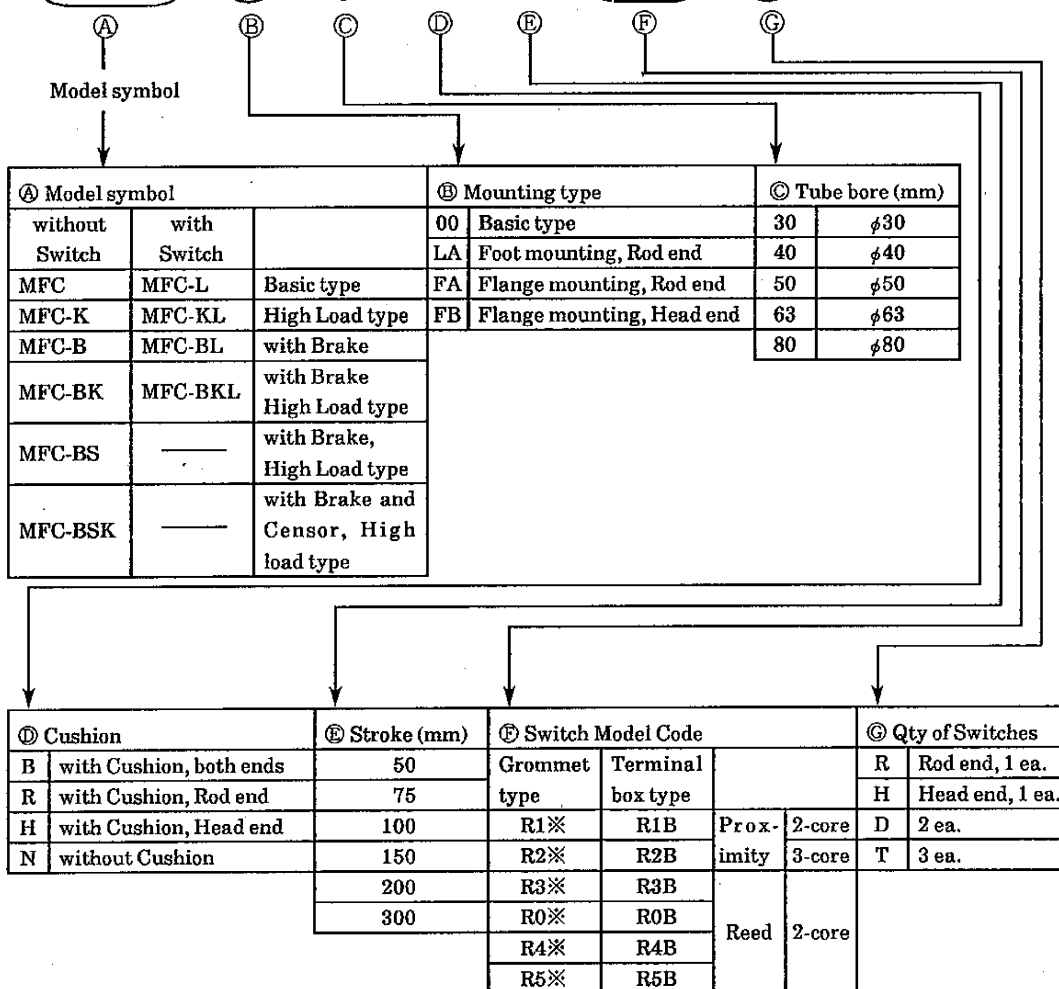 Ⓐ Ⓑ Ⓒ Ⓓ Ⓔ Ⓕ Ⓖ
Model symbol
Ⓐ Model symbol
without Switch with Switch
MFC MFC-L Basic type
MFC-K MFC-KL High Load type
MFC-B MFC-BL with Brake
MFC-BK MFC-BKL with Brake
High Load type
MFC-BS —— with Brake,
High Load type
MFC-BSK —— with Brake and
Censor, High
load type
Ⓑ Mounting type
00 Basic type
LA Foot mounting, Rod end
FA Flange mounting, Rod end
FB Flange mounting, Head end
Ⓒ Tube bore (mm)
30 φ30
40 φ40
50 φ50
63 φ63
80 φ80
Ⓓ Cushion
B with Cushion, both ends
R with Cushion, Rod end
H with Cushion, Head end
N without Cushion
Ⓔ Stroke (mm)
50
75
100
150
200
300
Ⓕ Switch Model Code
Grommet type Terminal box type
R1※ R1B Prox-imity 2-core
R2※ R2B 3-core
R3※ R3B Reed 2-core
R0※ R0B
R4※ R4B
R5※ R5B
Ⓖ Qty of Switches
R Rod end, 1 ea.
H Head end, 1 ea.
D 2 ea.
T 3 ea.